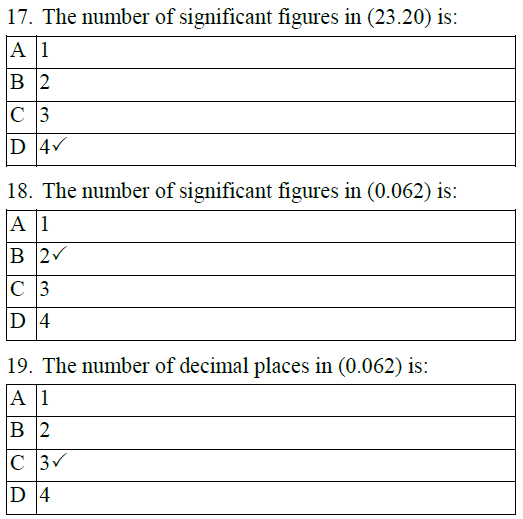 17. The number of significant figures in (23.20) is:
A 1
B 2
C 3
D 4✓
18. The number of significant figures in (0.062) is:
A 1
B 2✓
C 3
D 4
19. The number of decimal places in (0.062) is:
A 1
B 2
C 3✓
D 4